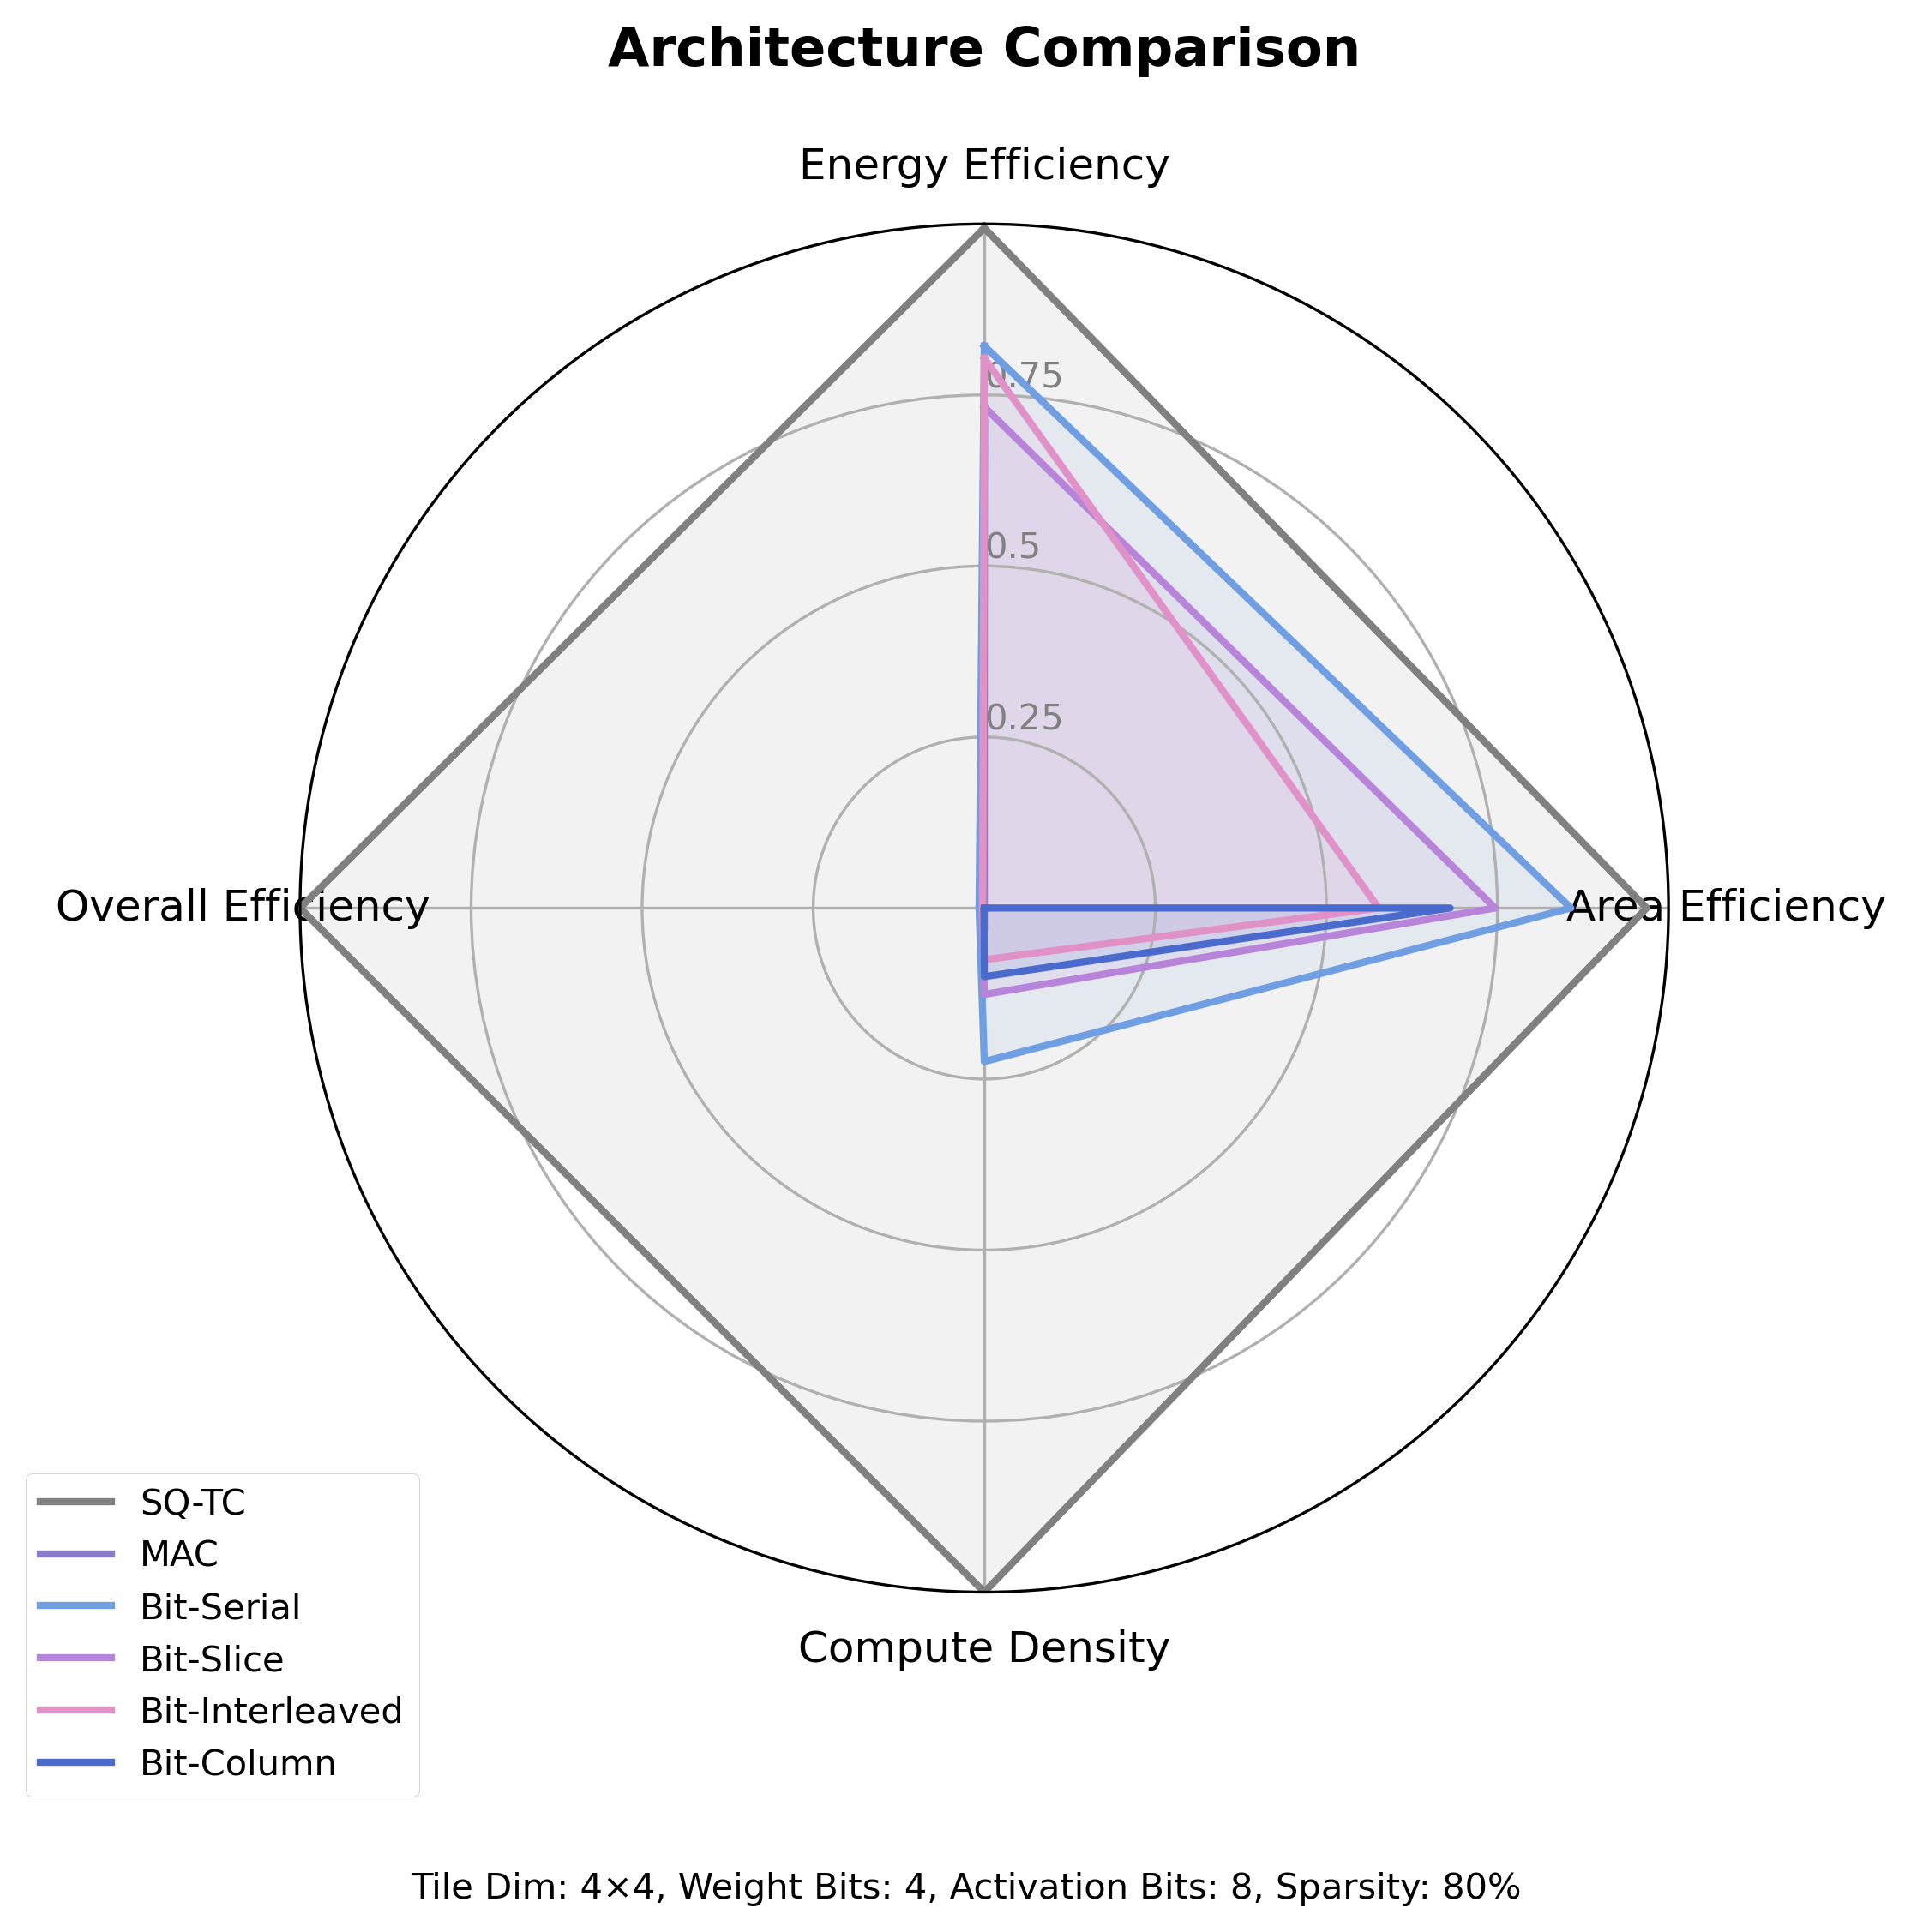 Architecture Comparison
Energy Efficiency
0.75
0.5
0.25
Overall Efficiency
Area Efficiency
Compute Density
SQ-TC
MAC
Bit-Serial
Bit-Slice
Bit-Interleaved
Bit-Column
Tile Dim: 4×4, Weight Bits: 4, Activation Bits: 8, Sparsity: 80%